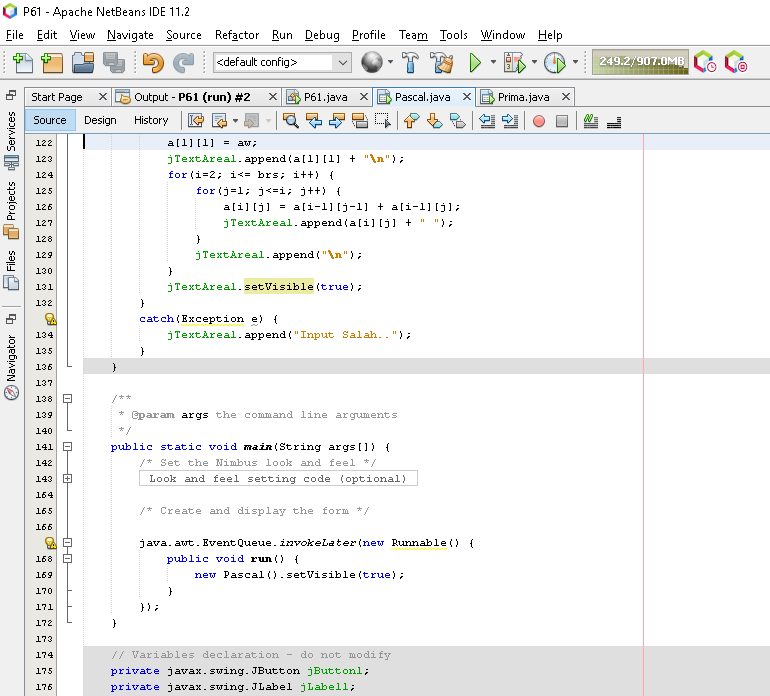 P61 - Apache NetBeans IDE 11.2
File Edit View Navigate Source Refactor Run Debug Profile Team Tools Window Help
<default config>
249.2/907.0MB
Start Page Output - P61 (run) #2 P61.java Pascal.java Prima.java
Source Design History
Services
Projects
Files
Navigator
122 a[1][1] = aw;
123 jTextArea1.append(a[1][1] + "\n");
124 for(i=2; i<= brs; i++) {
125 for(j=1; j<=i; j++) {
126 a[i][j] = a[i-1][j-1] + a[i-1][j];
127 jTextArea1.append(a[i][j] + " ");
128 }
129 jTextArea1.append("\n");
130 }
131 jTextArea1.setVisible(true);
132 }
catch(Exception e) {
134 jTextArea1.append("Input Salah..");
135 }
136 }
137
138 /**
139 * @param args the command line arguments
140 */
141 public static void main(String args[]) {
142 /* Set the Nimbus look and feel */
143 Look and feel setting code (optional)
164
165 /* Create and display the form */
166
java.awt.EventQueue.invokeLater(new Runnable() {
168 public void run() {
169 new Pascal().setVisible(true);
170 }
171 });
172 }
173
174 // Variables declaration - do not modify
175 private javax.swing.JButton jButton1;
176 private javax.swing.JLabel jLabel1;